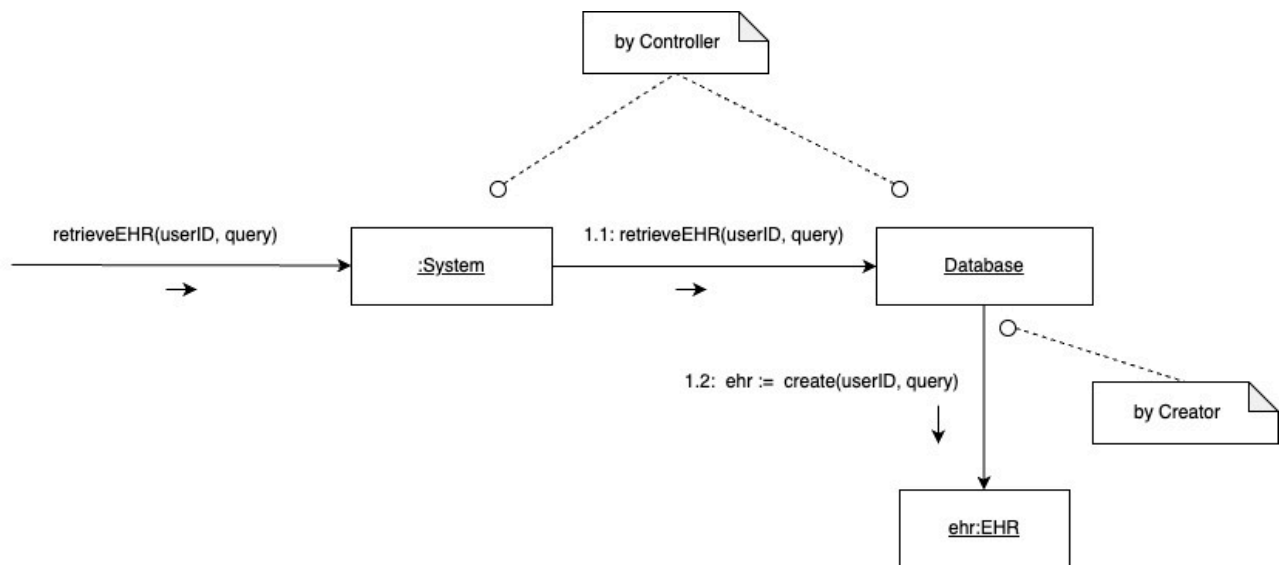 by Controller
retrieveEHR(userID, query)
1.1: retrieveEHR(userID, query)
:System
Database
1.2:  ehr :=  create(userID, query)
by Creator
ehr:EHR